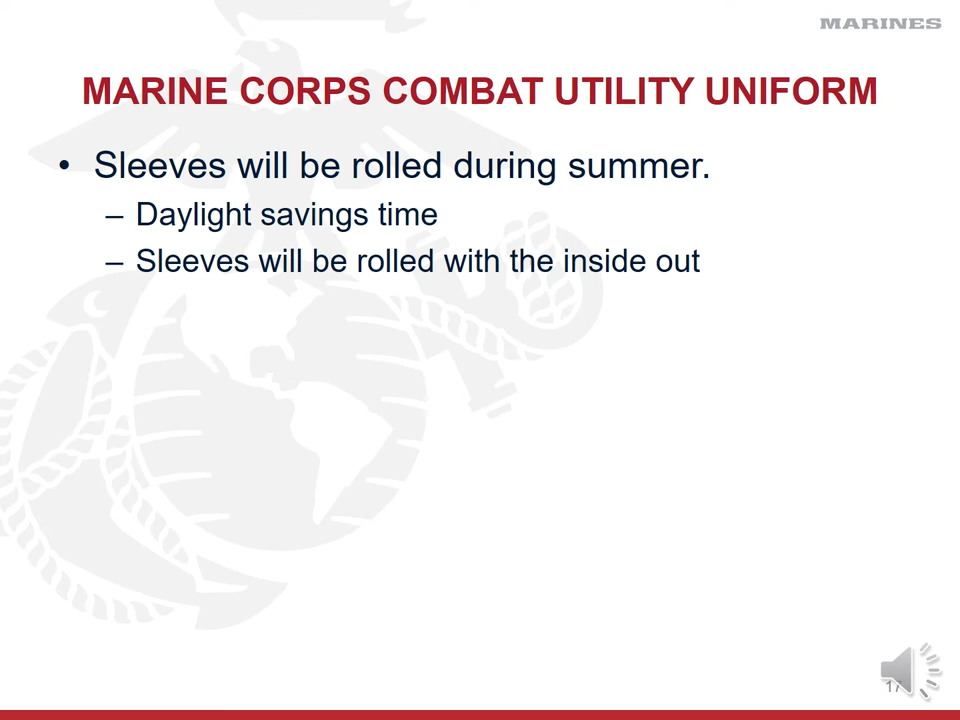 MARINES
MARINE CORPS COMBAT UTILITY UNIFORM
• Sleeves will be rolled during summer.
– Daylight savings time
– Sleeves will be rolled with the inside out
17